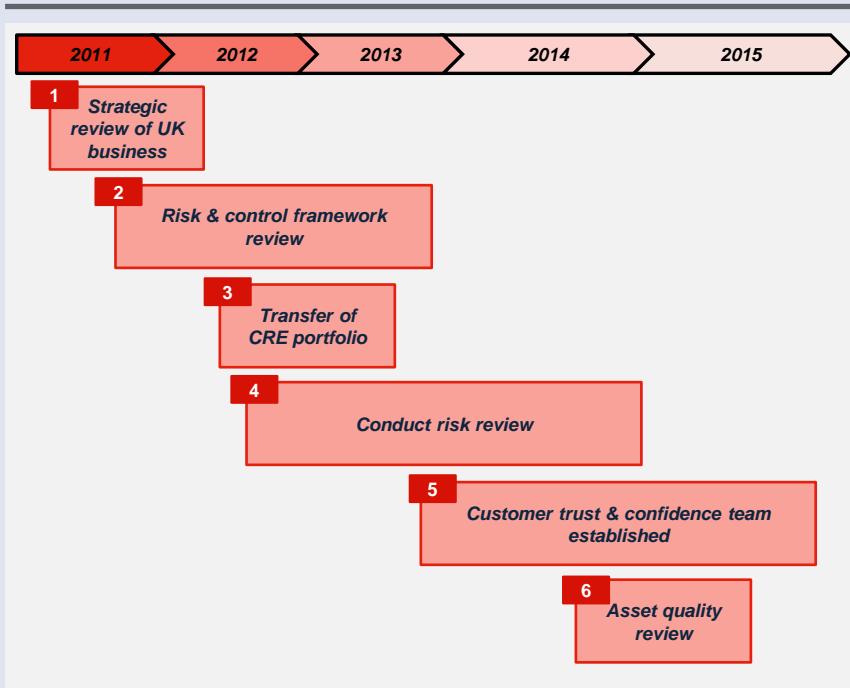 2011 2012 2013 2014 2015
1
Strategic
review of UK
business
2
Risk & control framework
review
3
Transfer of
CRE portfolio
4
Conduct risk review
5
Customer trust & confidence team
established
6
Asset quality
review